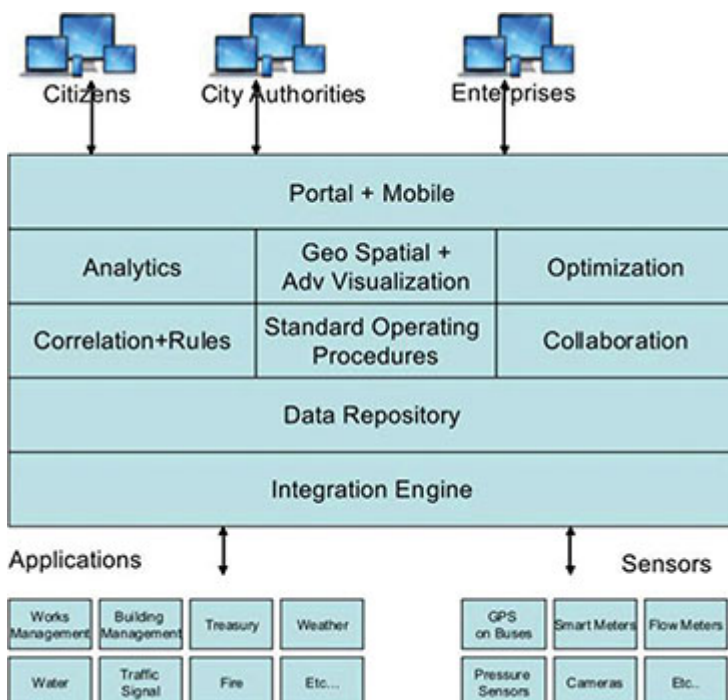 Citizens
City Authorities
Enterprises
Portal + Mobile
Analytics
Geo Spatial +
Adv Visualization
Optimization
Correlation+Rules
Standard Operating
Procedures
Collaboration
Data Repository
Integration Engine
Applications
Sensors
Works
Management
Building
Management
Treasury
Weather
GPS
on Buses
Smart Meters
Flow Meters
Water
Traffic
Signal
Fire
Etc...
Pressure
Sensors
Cameras
Etc..